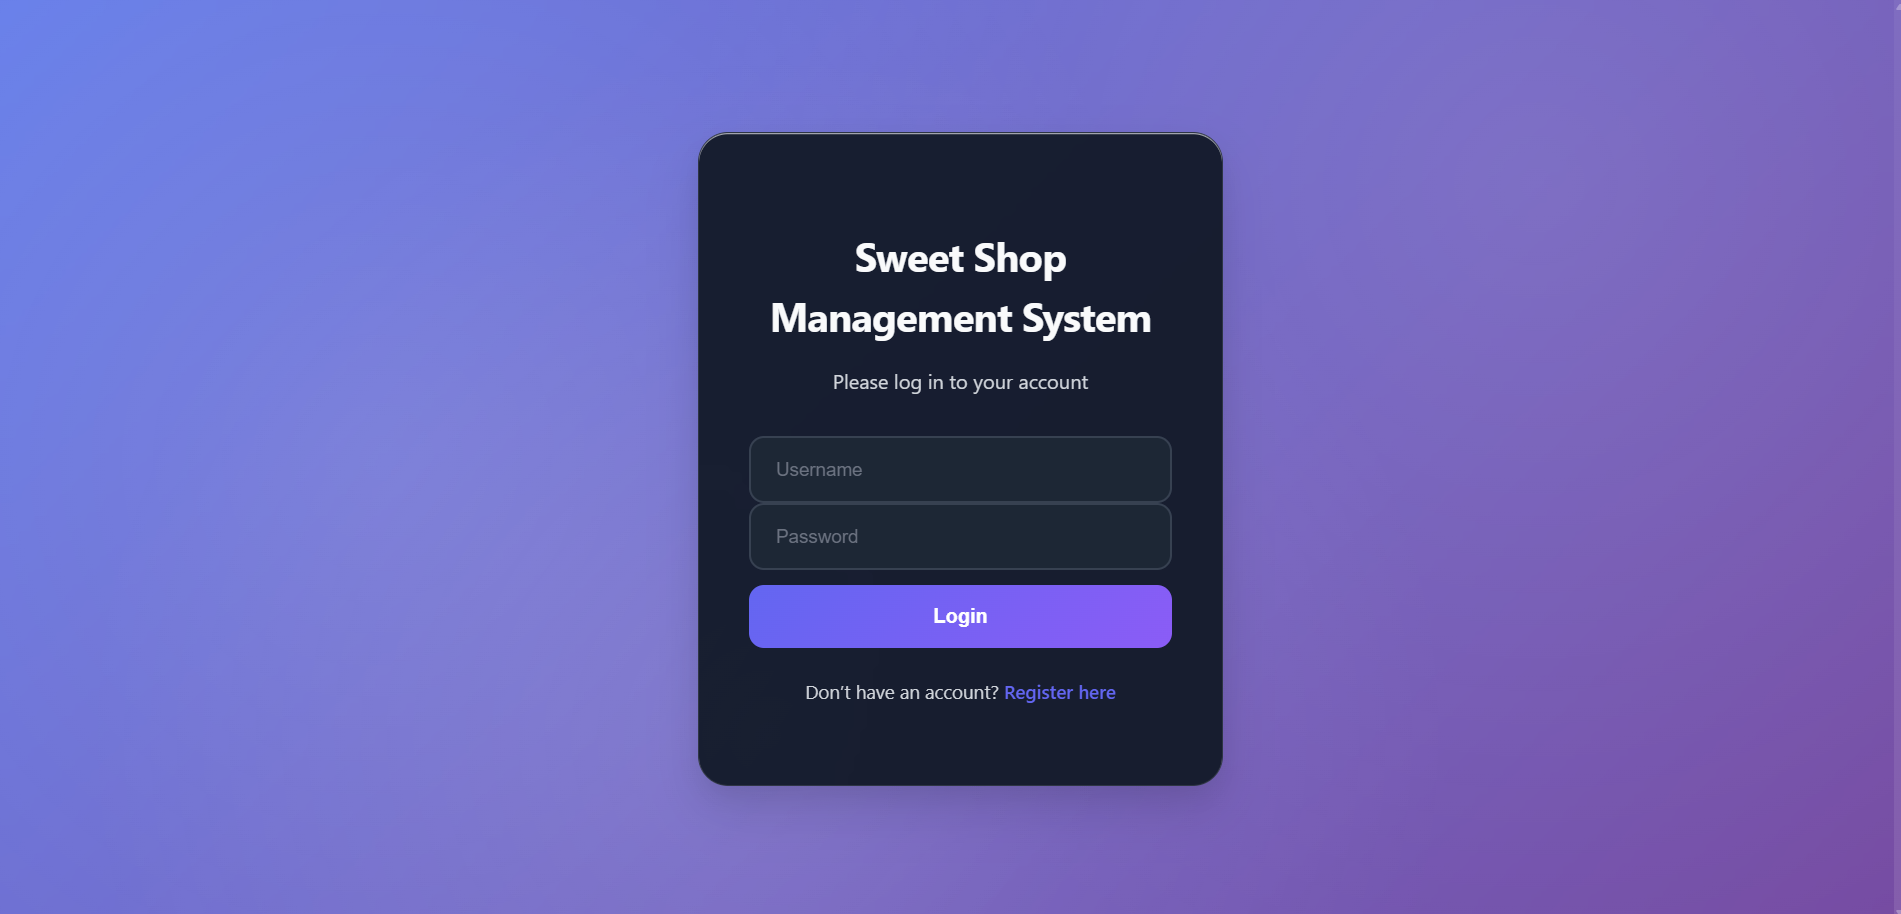 Sweet Shop
Management System
Please log in to your account
Username
Password
Login
Don't have an account? Register here